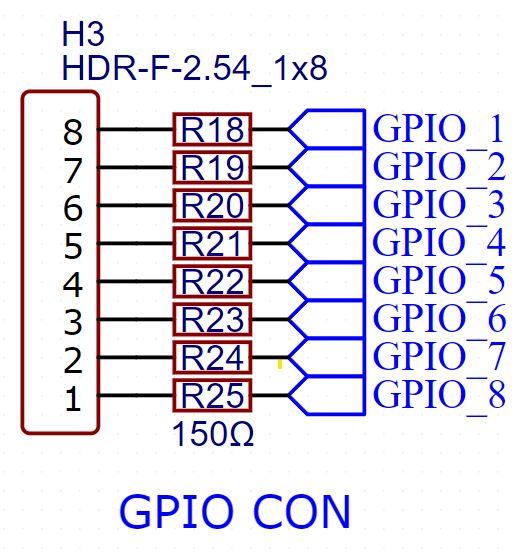 H3
HDR-F-2.54_1x8
8 R18 GPIO_1
7 R19 GPIO_2
6 R20 GPIO_3
5 R21 GPIO_4
4 R22 GPIO_5
3 R23 GPIO_6
2 R24 GPIO_7
1 R25 GPIO_8
150Ω
GPIO CON